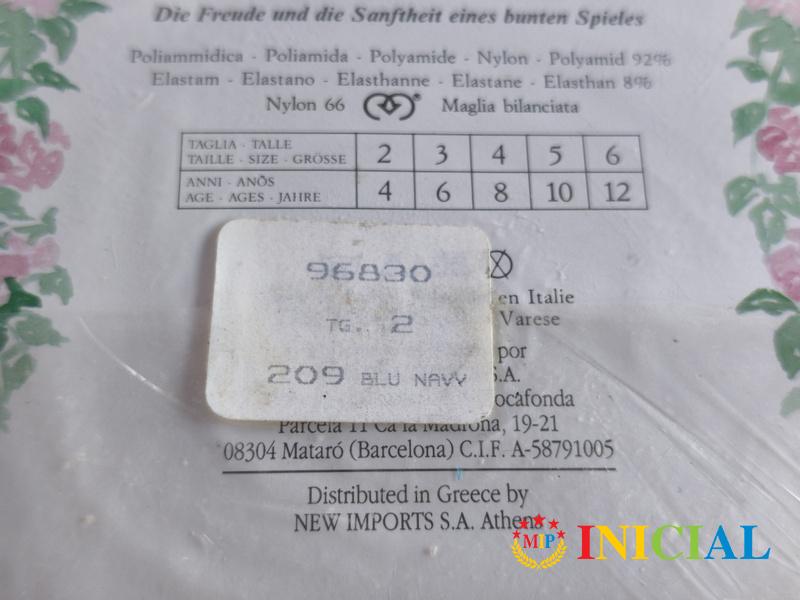 Die Freude und die Sanftheit eines bunten Spieles
Poliammidica - Poliamida - Polyamide - Nylon - Polyamid 92%
Elastam - Elastano - Elasthanne - Elastane - Elasthan 8%
Nylon 66 ® Maglia bilanciata
TAGLIA - TALLE
TAILLE - SIZE - GRÖSSE 2 3 4 5 6
ANNI - ANÕS
AGE - AGES - JAHRE 4 6 8 10 12
96830
TG.. 2
209 BLU NAVY
en Italie
Varese
por
S.A.
ocafonda
Parcela 11 Ca la Madrona, 19-21
08304 Mataró (Barcelona) C.I.F. A-58791005
Distributed in Greece by
NEW IMPORTS S.A. Athens
MIP INICIAL